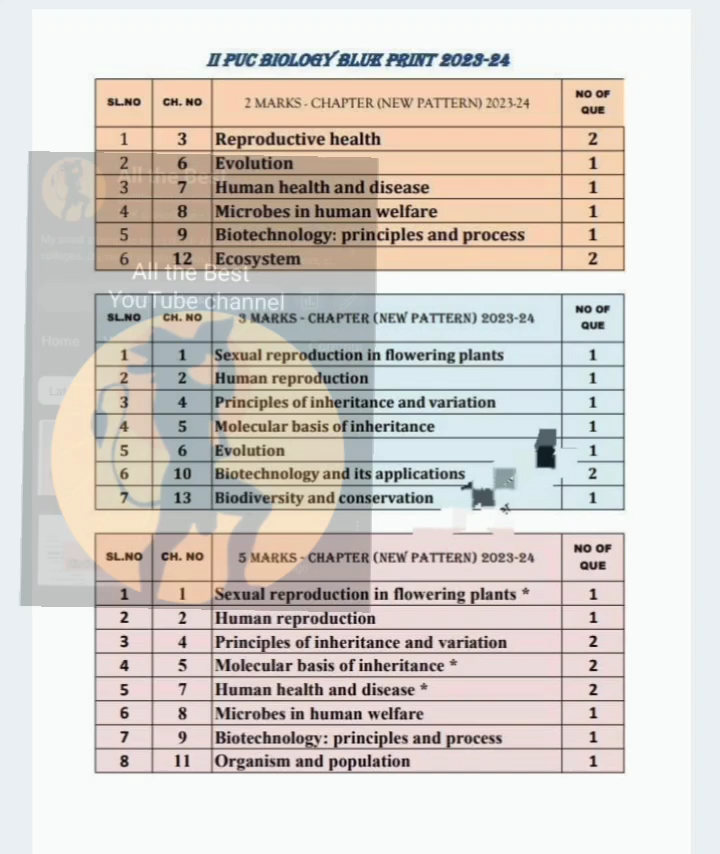 II PUC BIOLOGY BLUE PRINT 2023-24
SL.NO CH. NO 2 MARKS - CHAPTER (NEW PATTERN) 2023-24 NO OF QUE
1 3 Reproductive health 2
2 6 Evolution 1
3 7 Human health and disease 1
4 8 Microbes in human welfare 1
5 9 Biotechnology: principles and process 1
6 12 Ecosystem 2
All the Best
All the Best
YouTube channel
Home
SL.NO CH. NO 3 MARKS - CHAPTER (NEW PATTERN) 2023-24 NO OF QUE
1 1 Sexual reproduction in flowering plants 1
2 2 Human reproduction 1
3 4 Principles of inheritance and variation 1
4 5 Molecular basis of inheritance 1
5 6 Evolution 1
6 10 Biotechnology and its applications 2
7 13 Biodiversity and conservation 1
SL.NO CH. NO 5 MARKS - CHAPTER (NEW PATTERN) 2023-24 NO OF QUE
1 1 Sexual reproduction in flowering plants * 1
2 2 Human reproduction 1
3 4 Principles of inheritance and variation 2
4 5 Molecular basis of inheritance * 2
5 7 Human health and disease * 2
6 8 Microbes in human welfare 1
7 9 Biotechnology: principles and process 1
8 11 Organism and population 1